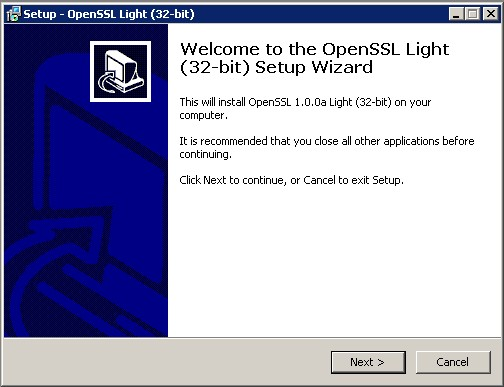 Setup - OpenSSL Light (32-bit)
Welcome to the OpenSSL Light
(32-bit) Setup Wizard
This will install OpenSSL 1.0.0a Light (32-bit) on your
computer.
It is recommended that you close all other applications before
continuing.
Click Next to continue, or Cancel to exit Setup.
Next >
Cancel